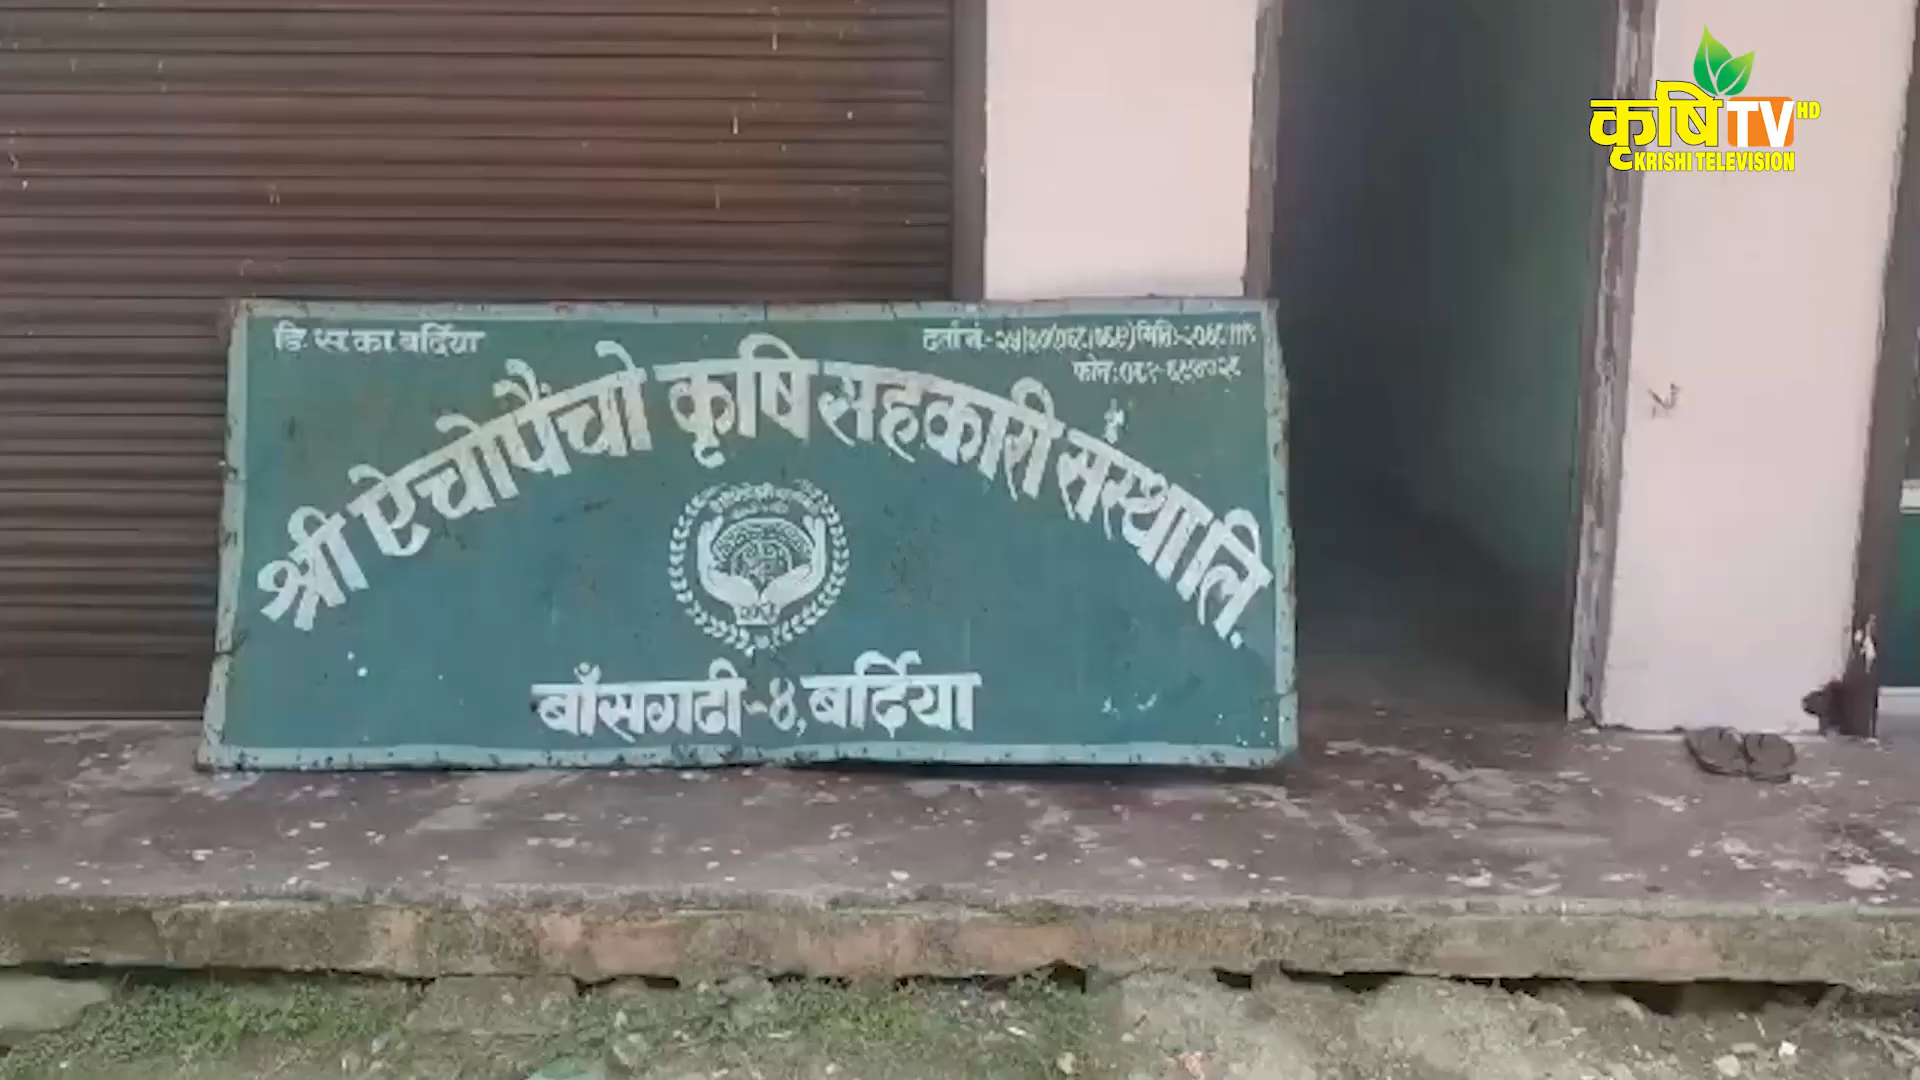 कृषि TV HD
KRISHI TELEVISION
डि.स.का.बर्दिया
दर्ता नं.-
फोन:
श्री ऐचोपैचो कृषि सहकारी संस्था लि.
बाँसगढी-४, बर्दिया